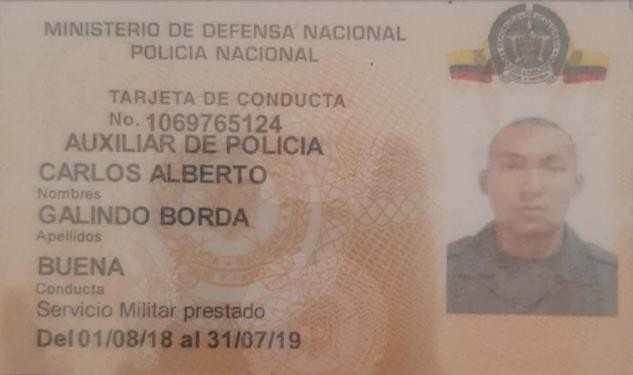 MINISTERIO DE DEFENSA NACIONAL
POLICIA NACIONAL
TARJETA DE CONDUCTA
No. 1069765124
AUXILIAR DE POLICIA
CARLOS ALBERTO
Nombres
GALINDO BORDA
Apellidos
BUENA
Conducta
Servicio Militar prestado
Del 01/08/18 al 31/07/19